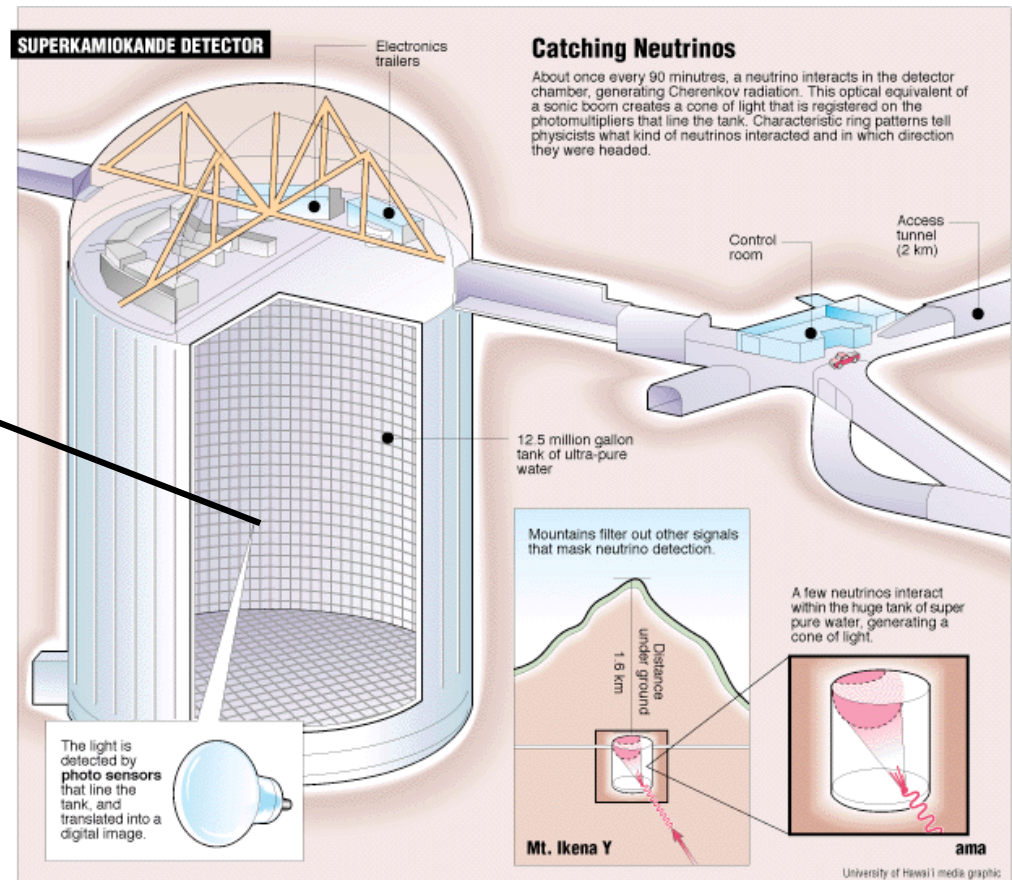 SUPERKAMIOKANDE DETECTOR
Electronics
trailers
Catching Neutrinos
About once every 90 minutres, a neutrino interacts in the detector
chamber, generating Cherenkov radiation. This optical equivalent of
a sonic boom creates a cone of light that is registered on the
photomultipliers that line the tank. Characteristic ring patterns tell
physicists what kind of neutrinos interacted and in which direction
they were headed.
Control
room
Access
tunnel
(2 km)
12.5 million gallon
tank of ultra-pure
water
Mountains filter out other signals
that mask neutrino detection.
Distance
under ground
1.6 km
A few neutrinos interact
within the huge tank of super
pure water, generating a
cone of light.
The light is
detected by
photo sensors
that line the
tank, and
translated into a
digital image.
Mt. Ikena Y
ama
University of Hawai'i media graphic